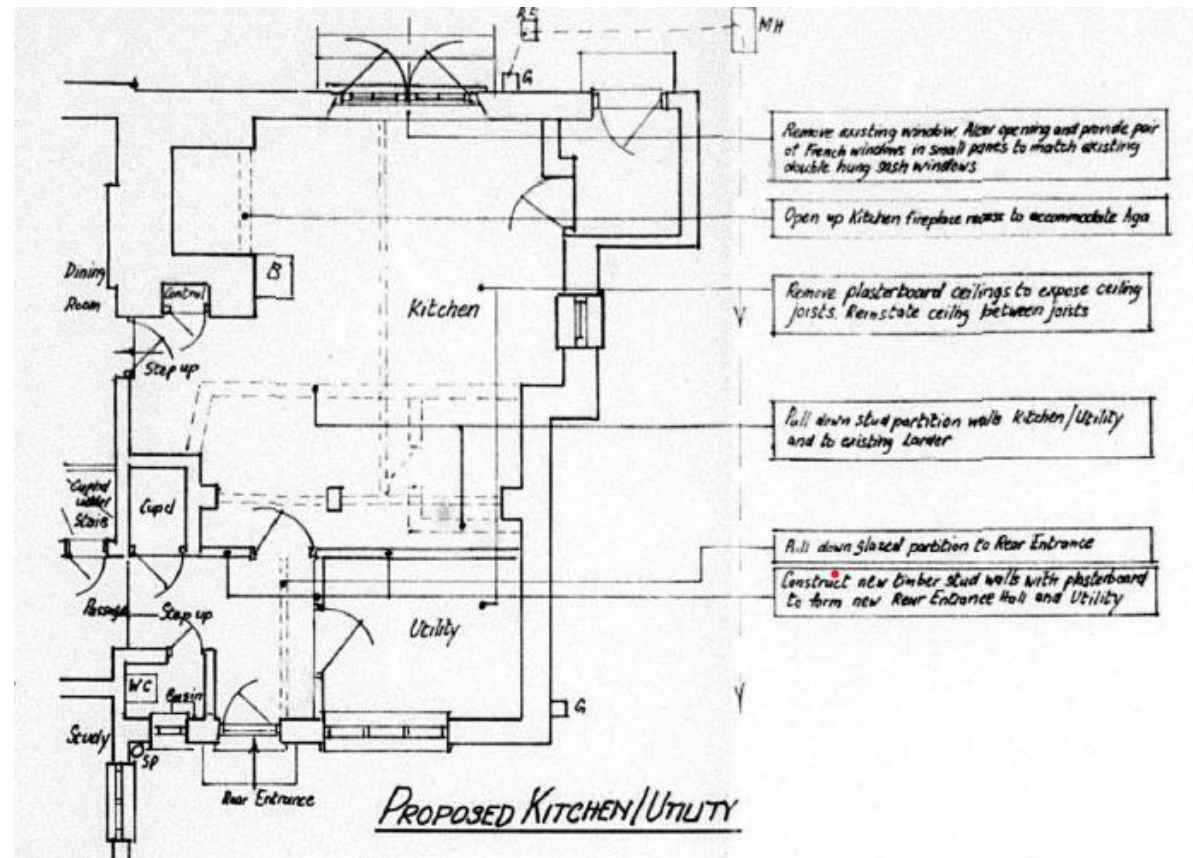 RE
MH
G
Remove existing window. Alter opening and provide pair
of French windows in small panes to match existing
double hung sash windows
Open up Kitchen fireplace recess to accommodate Aga
Dining
Room
B
Control
Kitchen
Remove plasterboard ceilings to expose ceiling
joists. Reinstate ceiling between joists
Step up
Pull down stud partition walls Kitchen/Utility
and to existing Larder
Cupd
under
Stairs
Cupd
Pull down glazed partition to Rear Entrance
Construct new timber stud walls with plasterboard
to form new Rear Entrance Hall and Utility
Passage
Step up
Utility
WC
Basin
G
Study
SP
Rear Entrance
PROPOSED KITCHEN/UTILITY